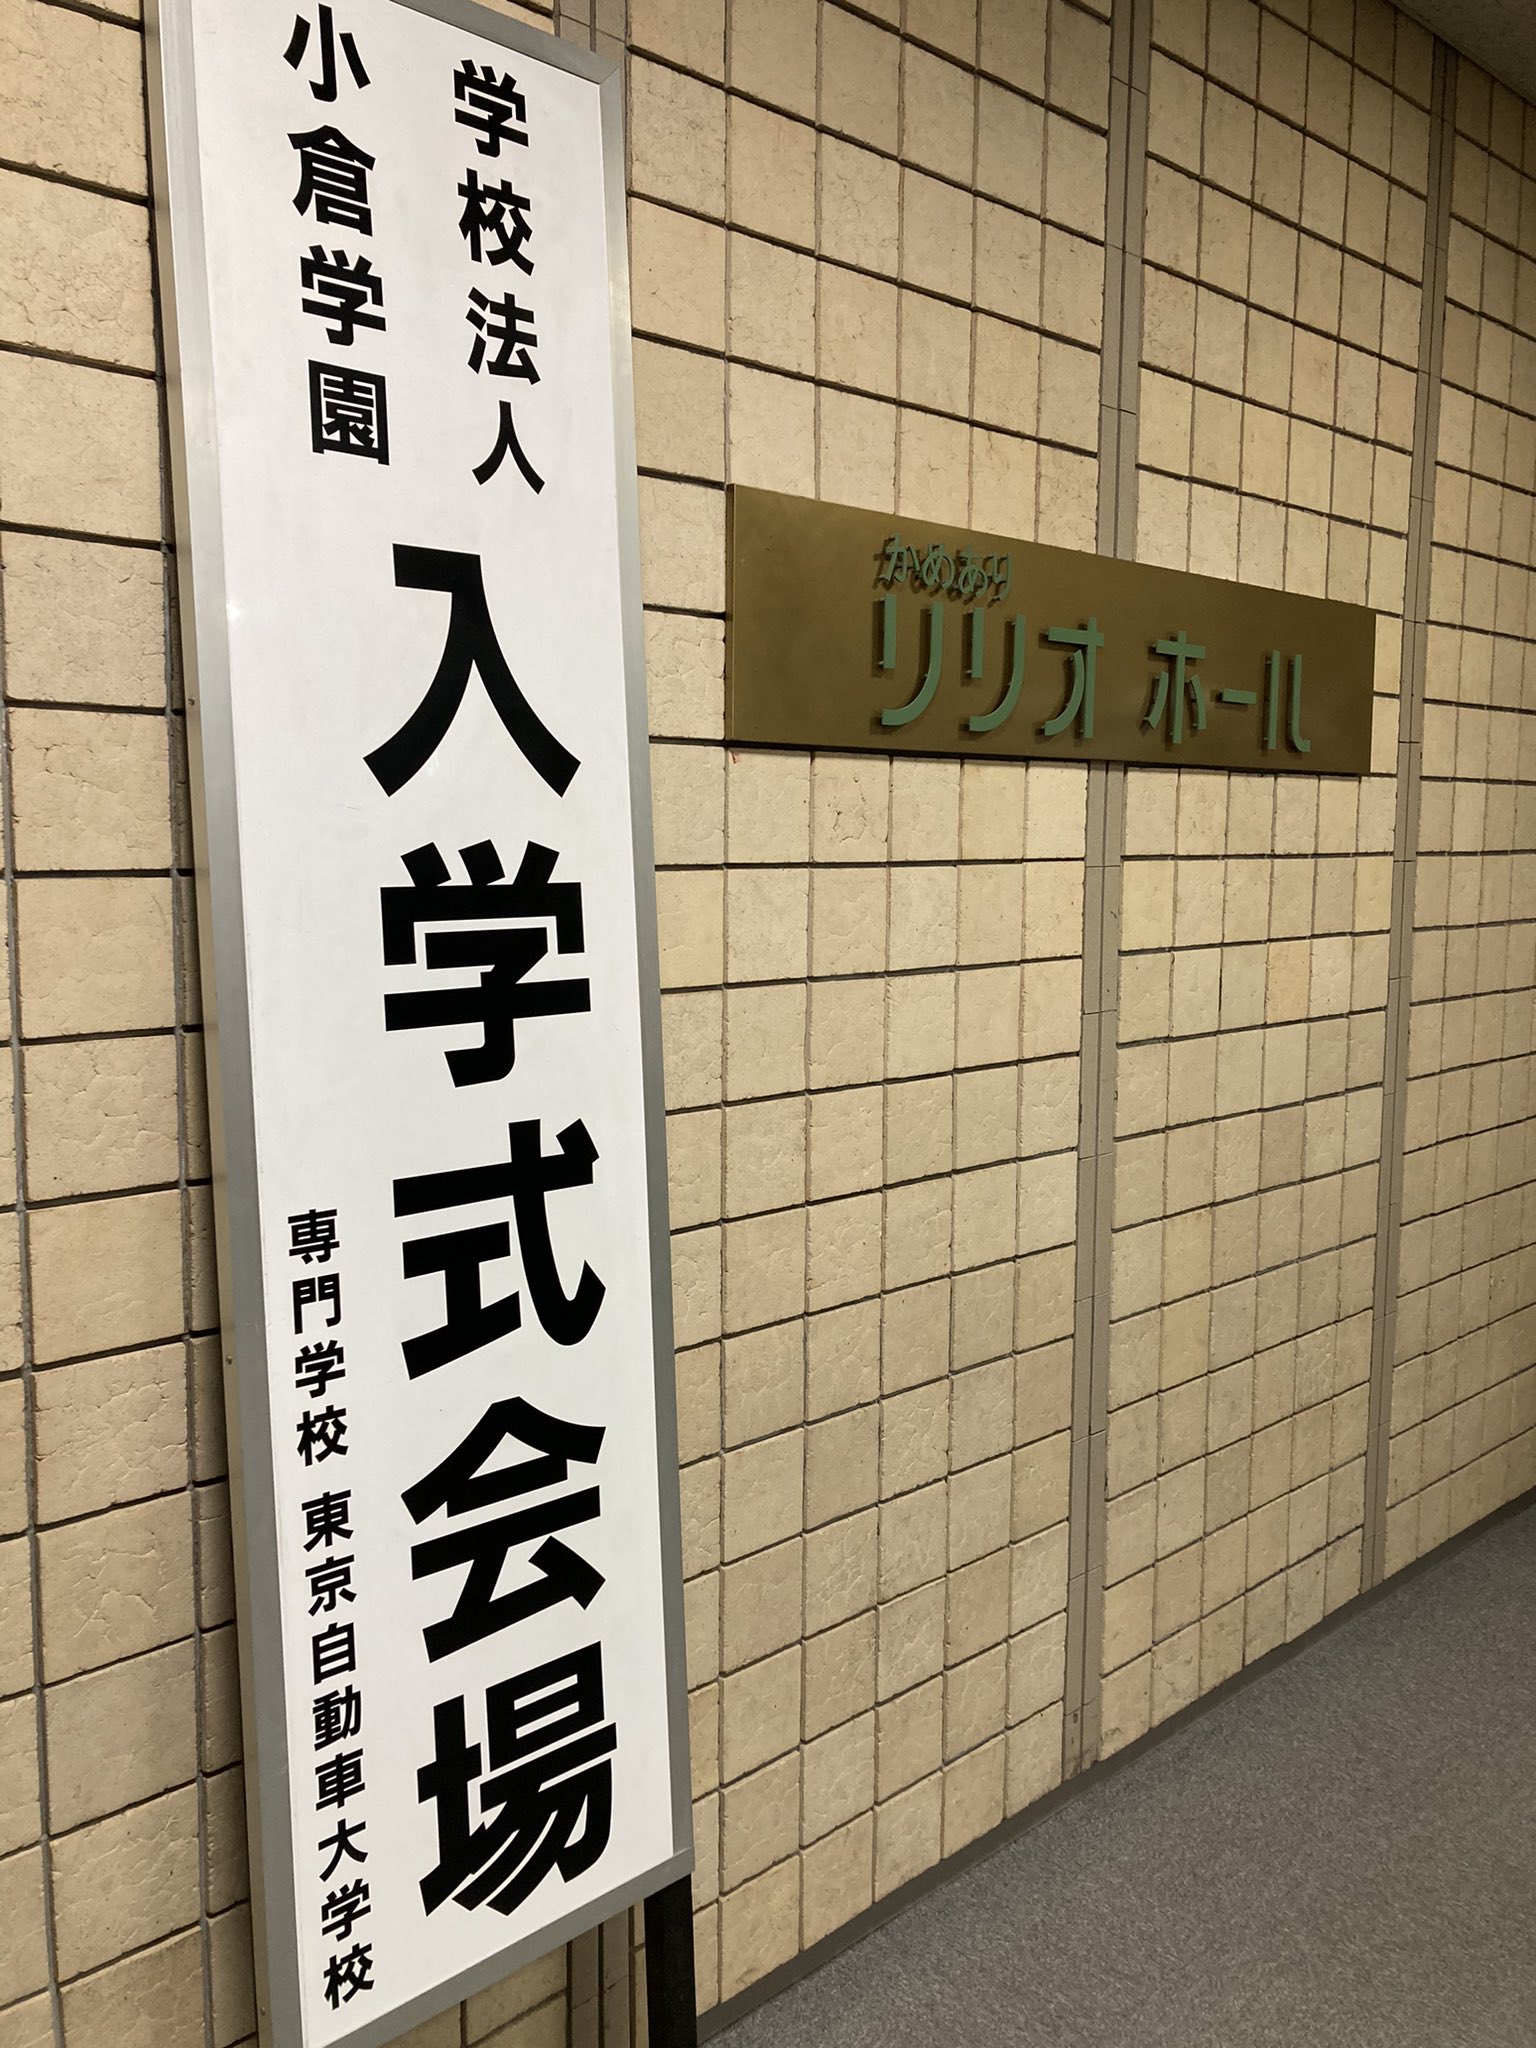 学校法人
小倉学園
入学式会場
専門学校 東京自動車大学校
かめあり
リリオ ホール